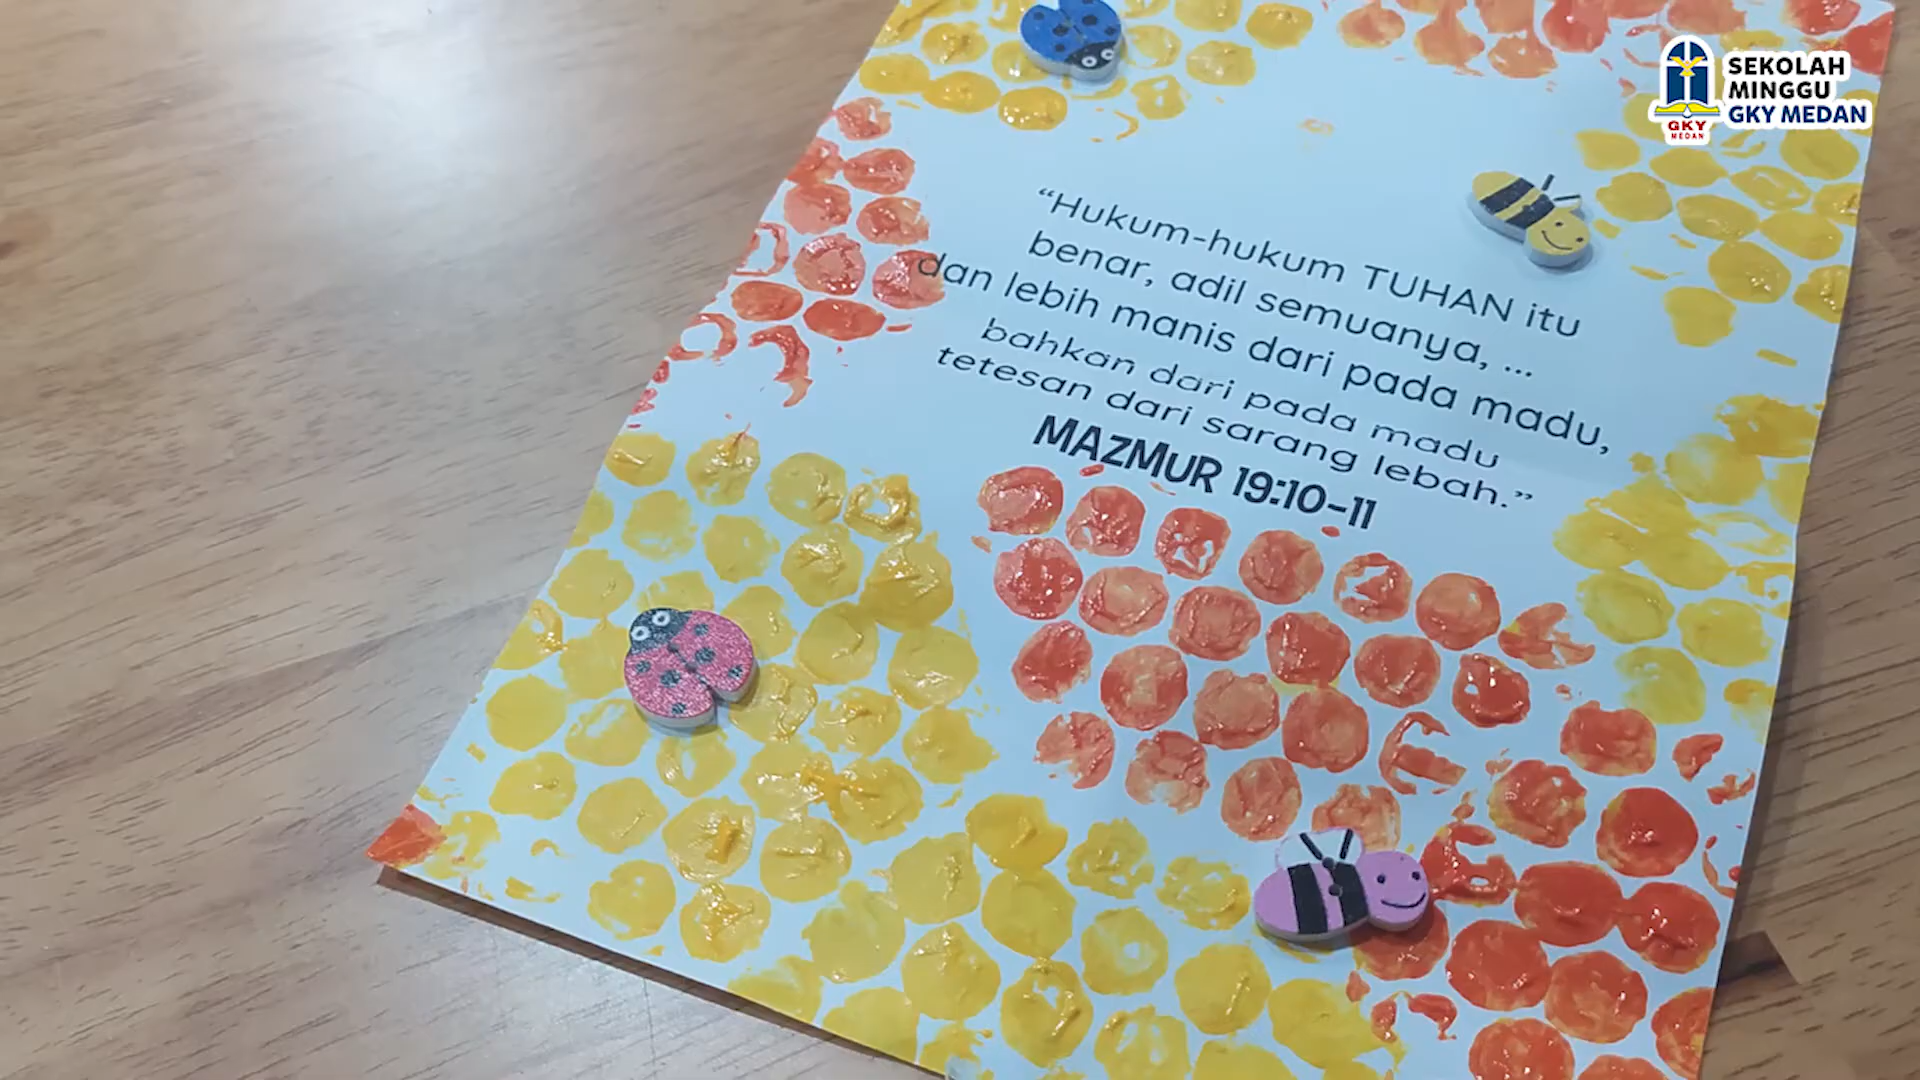 SEKOLAH
MINGGU
GKY MEDAN
GKY
MEDAN
“Hukum-hukum TUHAN itu
benar, adil semuanya, ...
dan lebih manis dari pada madu,
bahkan dari pada madu
tetesan dari sarang lebah.”
MAZMUR 19:10-11